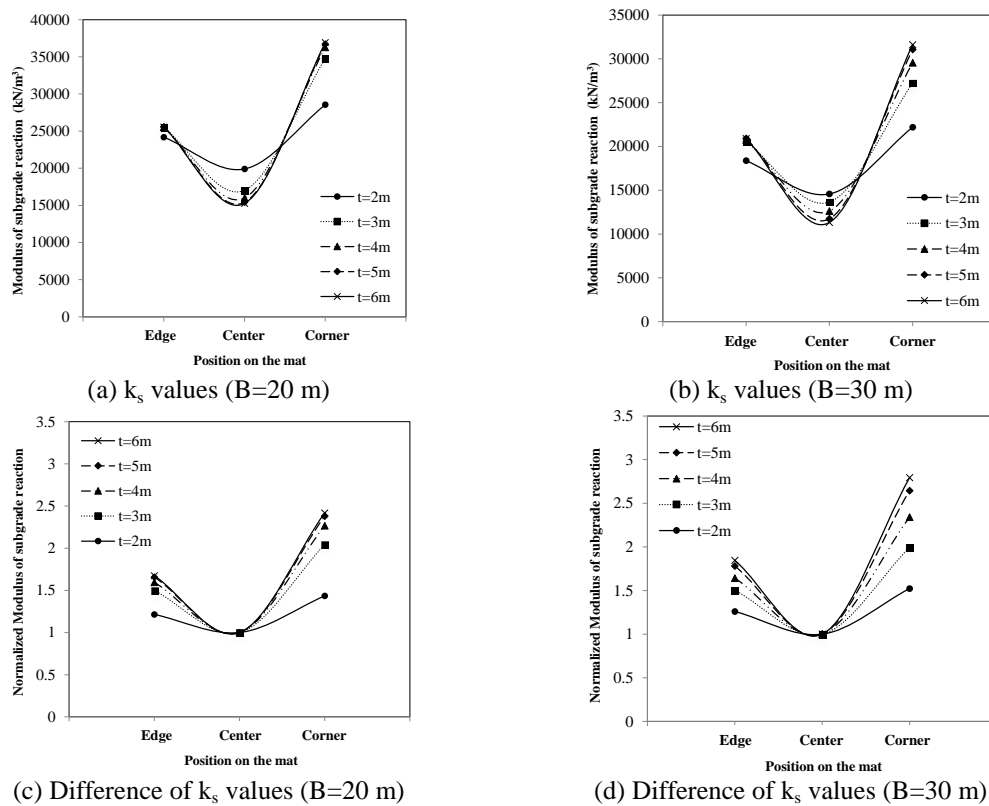 40000
35000
30000
25000
20000
15000
10000
5000
0
Modulus of subgrade reaction (kN/m³)
t=2m
t=3m
t=4m
t=5m
t=6m
Edge Center Corner
Position on the mat
(a) ks values (B=20 m)
35000
30000
25000
20000
15000
10000
5000
0
Modulus of subgrade reaction (kN/m³)
t=2m
t=3m
t=4m
t=5m
t=6m
Edge Center Corner
Position on the mat
(b) ks values (B=30 m)
3.5
3
2.5
2
1.5
1
0.5
0
Normalized Modulus of subgrade reaction
t=6m
t=5m
t=4m
t=3m
t=2m
Edge Center Corner
Position on the mat
(c) Difference of ks values (B=20 m)
3.5
3
2.5
2
1.5
1
0.5
0
Normalized Modulus of subgrade reaction
t=6m
t=5m
t=4m
t=3m
t=2m
Edge Center Corner
Position on the mat
(d) Difference of ks values (B=30 m)